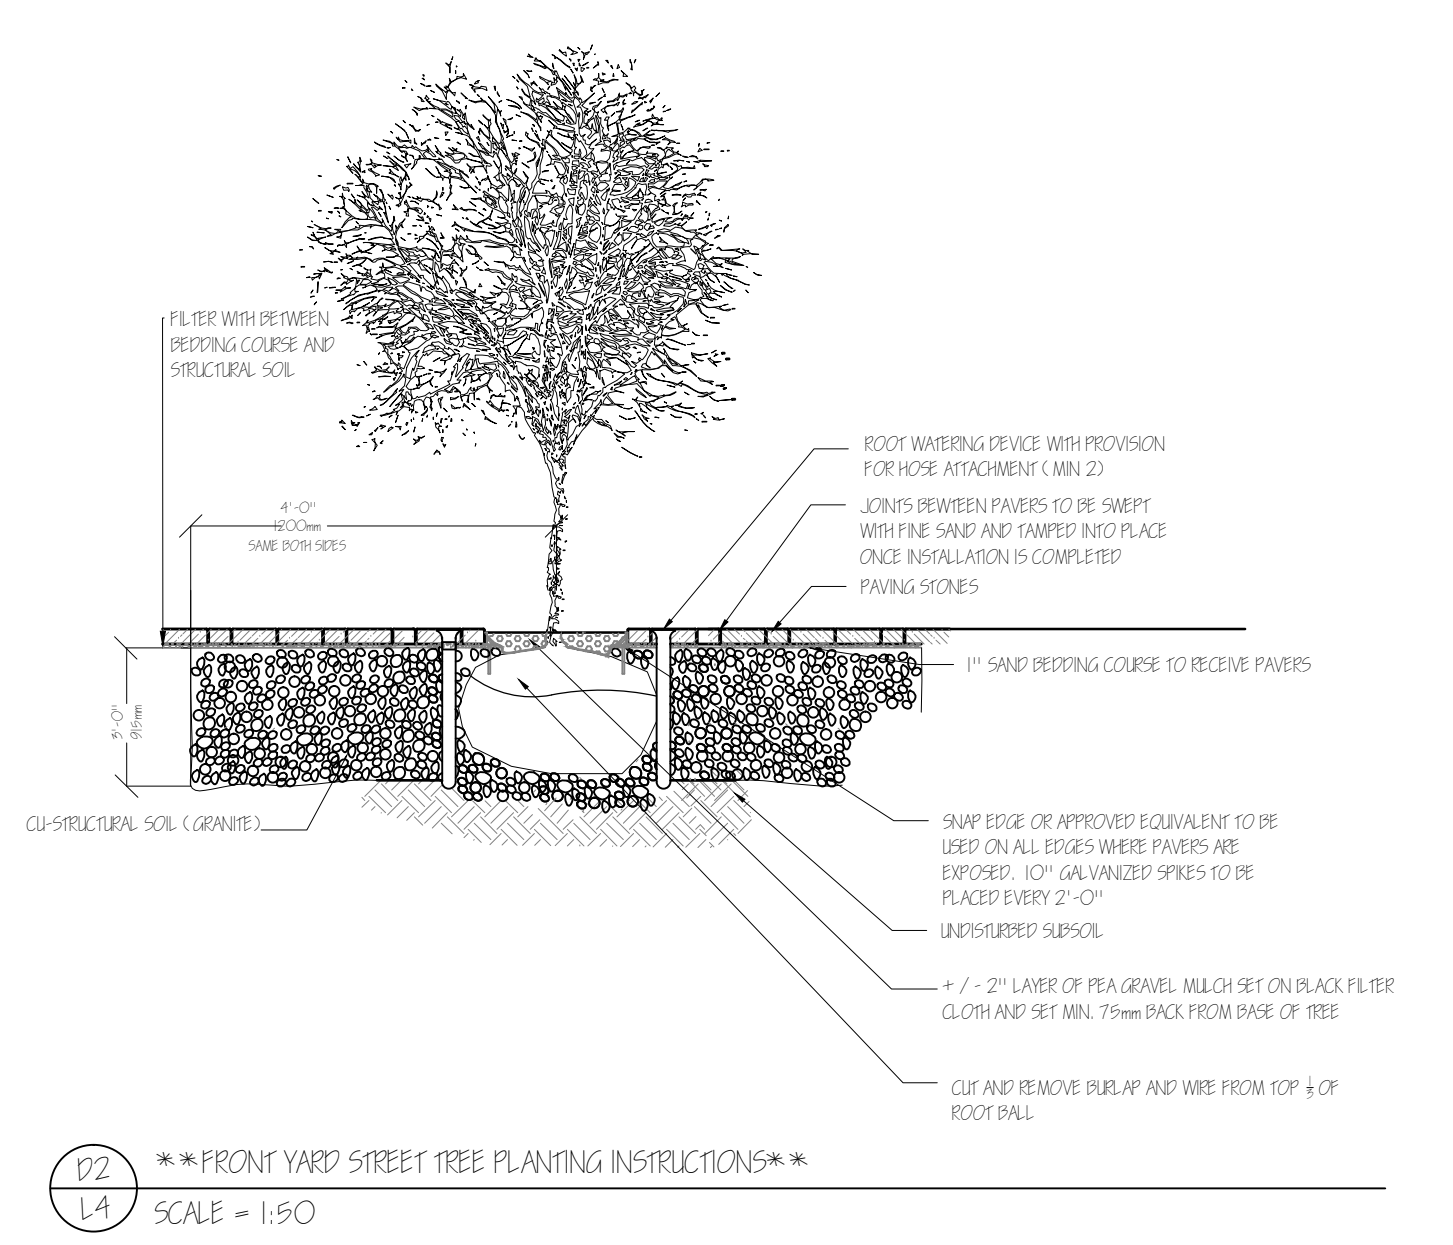 FILTER WITH BETWEEN
BEDDING COURSE AND
STRUCTURAL SOIL
ROOT WATERING DEVICE WITH PROVISION
FOR HOSE ATTACHMENT ( MIN 2)
JOINTS BEWTEEN PAVERS TO BE SWEPT
WITH FINE SAND AND TAMPED INTO PLACE
ONCE INSTALLATION IS COMPLETED
PAVING STONES
4'-0"
1200mm
SAME BOTH SIDES
1" SAND BEDDING COURSE TO RECEIVE PAVERS
3'-0"
915mm
CU-STRUCTURAL SOIL ( GRANITE)
SNAP EDGE OR APPROVED EQUIVALENT TO BE
USED ON ALL EDGES WHERE PAVERS ARE
EXPOSED. 10" GALVANIZED SPIKES TO BE
PLACED EVERY 2'-0"
UNDISTURBED SUBSOIL
+ / - 2" LAYER OF PEA GRAVEL MULCH SET ON BLACK FILTER
CLOTH AND SET MIN. 75mm BACK FROM BASE OF TREE
CUT AND REMOVE BURLAP AND WIRE FROM TOP 1/3 OF
ROOT BALL
D2
**FRONT YARD STREET TREE PLANTING INSTRUCTIONS**
L4
SCALE = 1:50